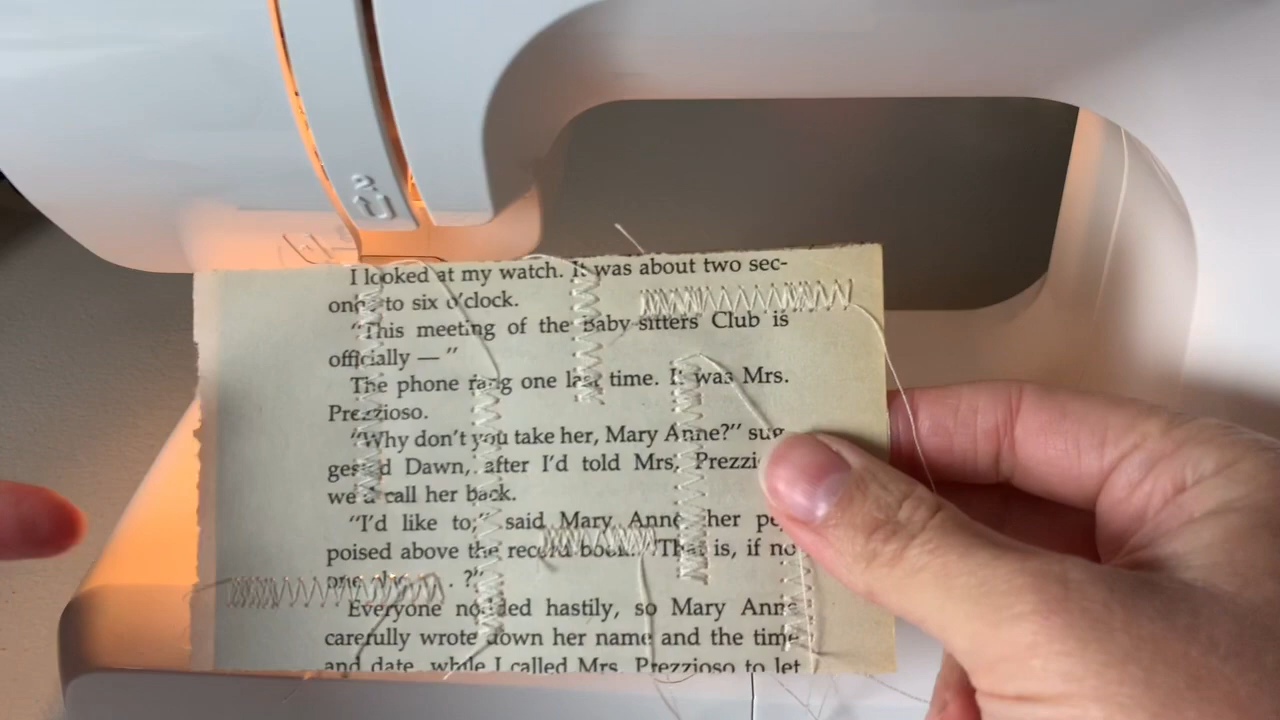 I looked at my watch. It was about two sec-
onds to six o'clock.
"This meeting of the Baby-sitters Club is
officially — "
The phone rang one last time. It was Mrs.
Prezzioso.
"Why don't you take her, Mary Anne?" sug-
gested Dawn, after I'd told Mrs. Prezzi
we'd call her back.
"I'd like to," said Mary Anne, her pe
poised above the record book. "That is, if no
one . ?"
Everyone nodded hastily, so Mary Anne
carefully wrote down her name and the time
and date, while I called Mrs. Prezzioso to let